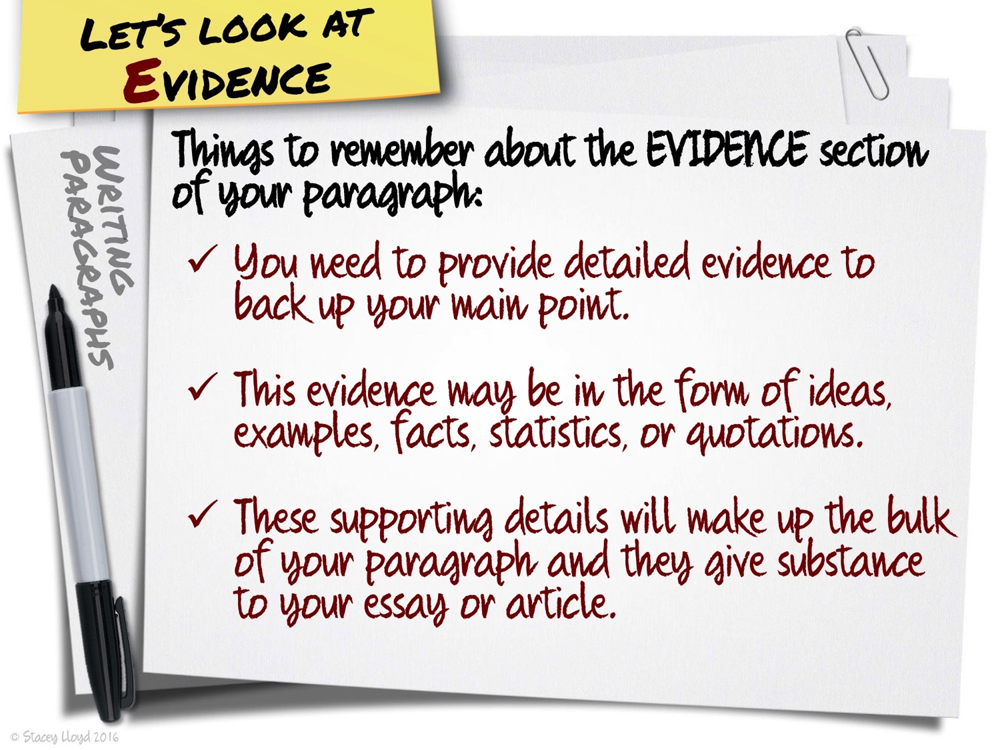 LET'S LOOK AT
EVIDENCE
WRITING
PARAGRAPHS
Things to remember about the EVIDENCE section
of your paragraph:
✓ You need to provide detailed evidence to
back up your main point.
✓ This evidence may be in the form of ideas,
examples, facts, statistics, or quotations.
✓ These supporting details will make up the bulk
of your paragraph and they give substance
to your essay or article.
© Stacey Lloyd 2016